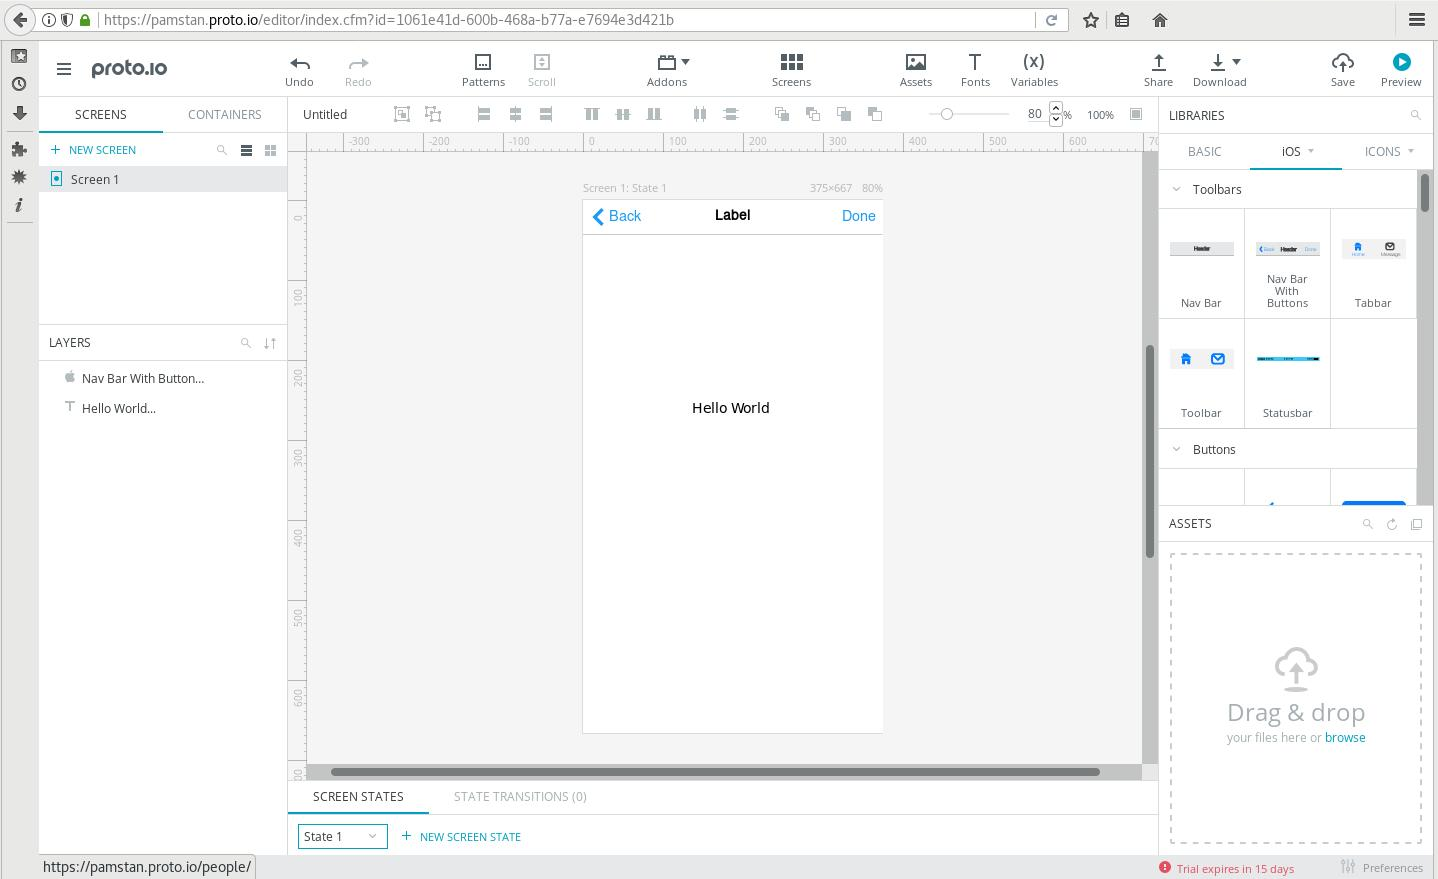 https://pamstan.proto.io/editor/index.cfm?id=1061e41d-600b-468a-b77a-e7694e3d421b
proto.io
Undo
Redo
Patterns
Scroll
Addons
Screens
Assets
Fonts
(x)
Variables
Share
Download
Save
Preview
SCREENS
CONTAINERS
Untitled
80 %
100%
LIBRARIES
+ NEW SCREEN
-300 -200 -100 0 100 200 300 400 500 600 70
BASIC
iOS
ICONS
Screen 1
Screen 1: State 1
375×667 80%
Toolbars
Back
Label
Done
Header
Back Header Done
Home Message
Nav Bar
Nav Bar
With
Buttons
Tabbar
0
100
200
300
400
500
600
00
LAYERS
Nav Bar With Button...
Hello World...
Hello World
Toolbar
Statusbar
Buttons
ASSETS
Drag & drop
your files here or browse
SCREEN STATES
STATE TRANSITIONS (0)
State 1
+ NEW SCREEN STATE
https://pamstan.proto.io/people/
Trial expires in 15 days
Preferences